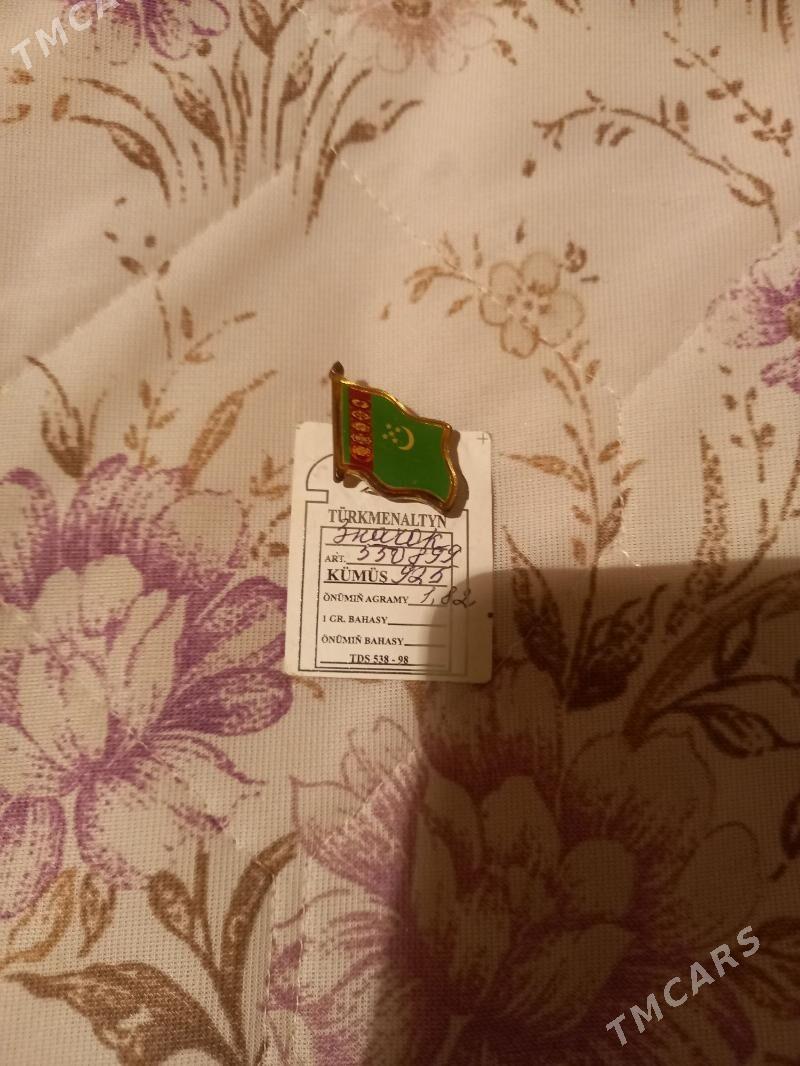 TMCARS
TÜRKMENALTYN
Значок
ART. 550899
KÜMÜS 925
ÖNÜMIŇ AGRAMY 1,82
1 GR. BAHASY
ÖNÜMIŇ BAHASY
TDS 538 - 98
TMCARS